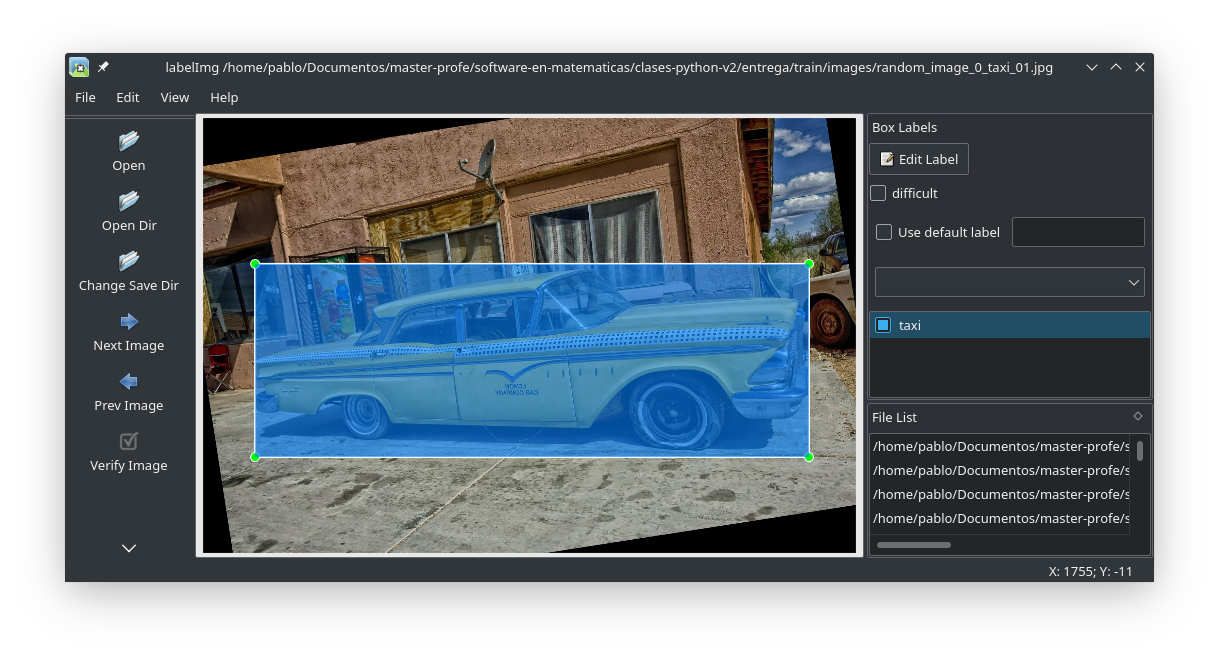 labelImg /home/pablo/Documentos/master-profe/software-en-matematicas/clases-python-v2/entrega/train/images/random_image_0_taxi_01.jpg
File Edit View Help
Open
Open Dir
Change Save Dir
Next Image
Prev Image
Verify Image
LEMON
CAB COMPANY
Box Labels
Edit Label
difficult
Use default label
taxi
File List
/home/pablo/Documentos/master-profe/s
/home/pablo/Documentos/master-profe/s
/home/pablo/Documentos/master-profe/s
/home/pablo/Documentos/master-profe/s
X: 1755; Y: -11